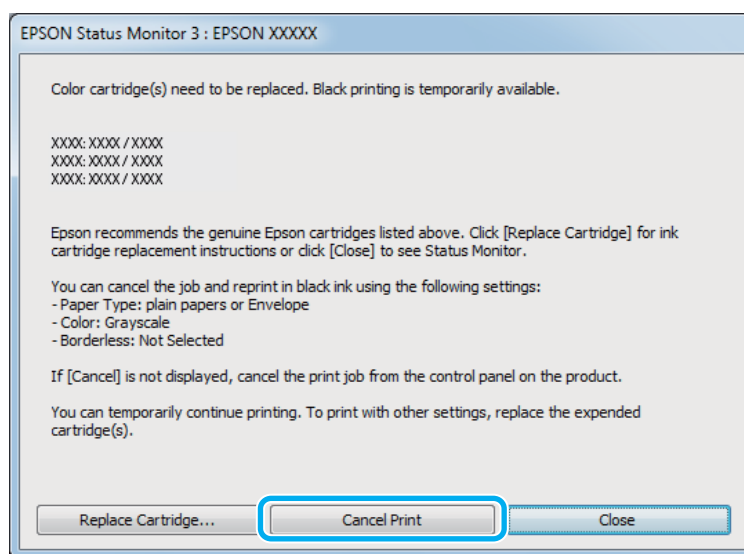 EPSON Status Monitor 3 : EPSON XXXXX
Color cartridge(s) need to be replaced. Black printing is temporarily available.
XXXX: XXXX / XXXX
XXXX: XXXX / XXXX
XXXX: XXXX / XXXX
Epson recommends the genuine Epson cartridges listed above. Click [Replace Cartridge] for ink
cartridge replacement instructions or click [Close] to see Status Monitor.
You can cancel the job and reprint in black ink using the following settings:
- Paper Type: plain papers or Envelope
- Color: Grayscale
- Borderless: Not Selected
If [Cancel] is not displayed, cancel the print job from the control panel on the product.
You can temporarily continue printing. To print with other settings, replace the expended
cartridge(s).
Replace Cartridge... Cancel Print Close